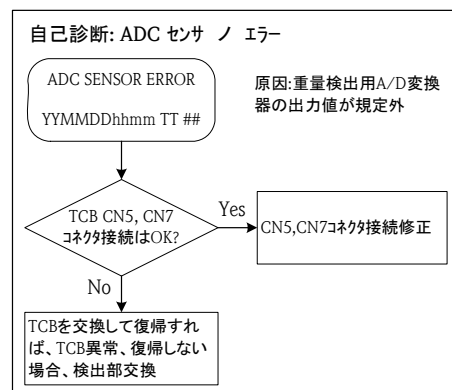 自己診断: ADC センサ ノ エラー
ADC SENSOR ERROR
YYMMDDhhmm TT ##
原因:重量検出用A/D変換
器の出力値が規定外
TCB CN5, CN7
コネクタ接続はOK?
Yes
CN5,CN7コネクタ接続修正
No
TCBを交換して復帰すれ
ば、TCB異常、復帰しない
場合、検出部交換